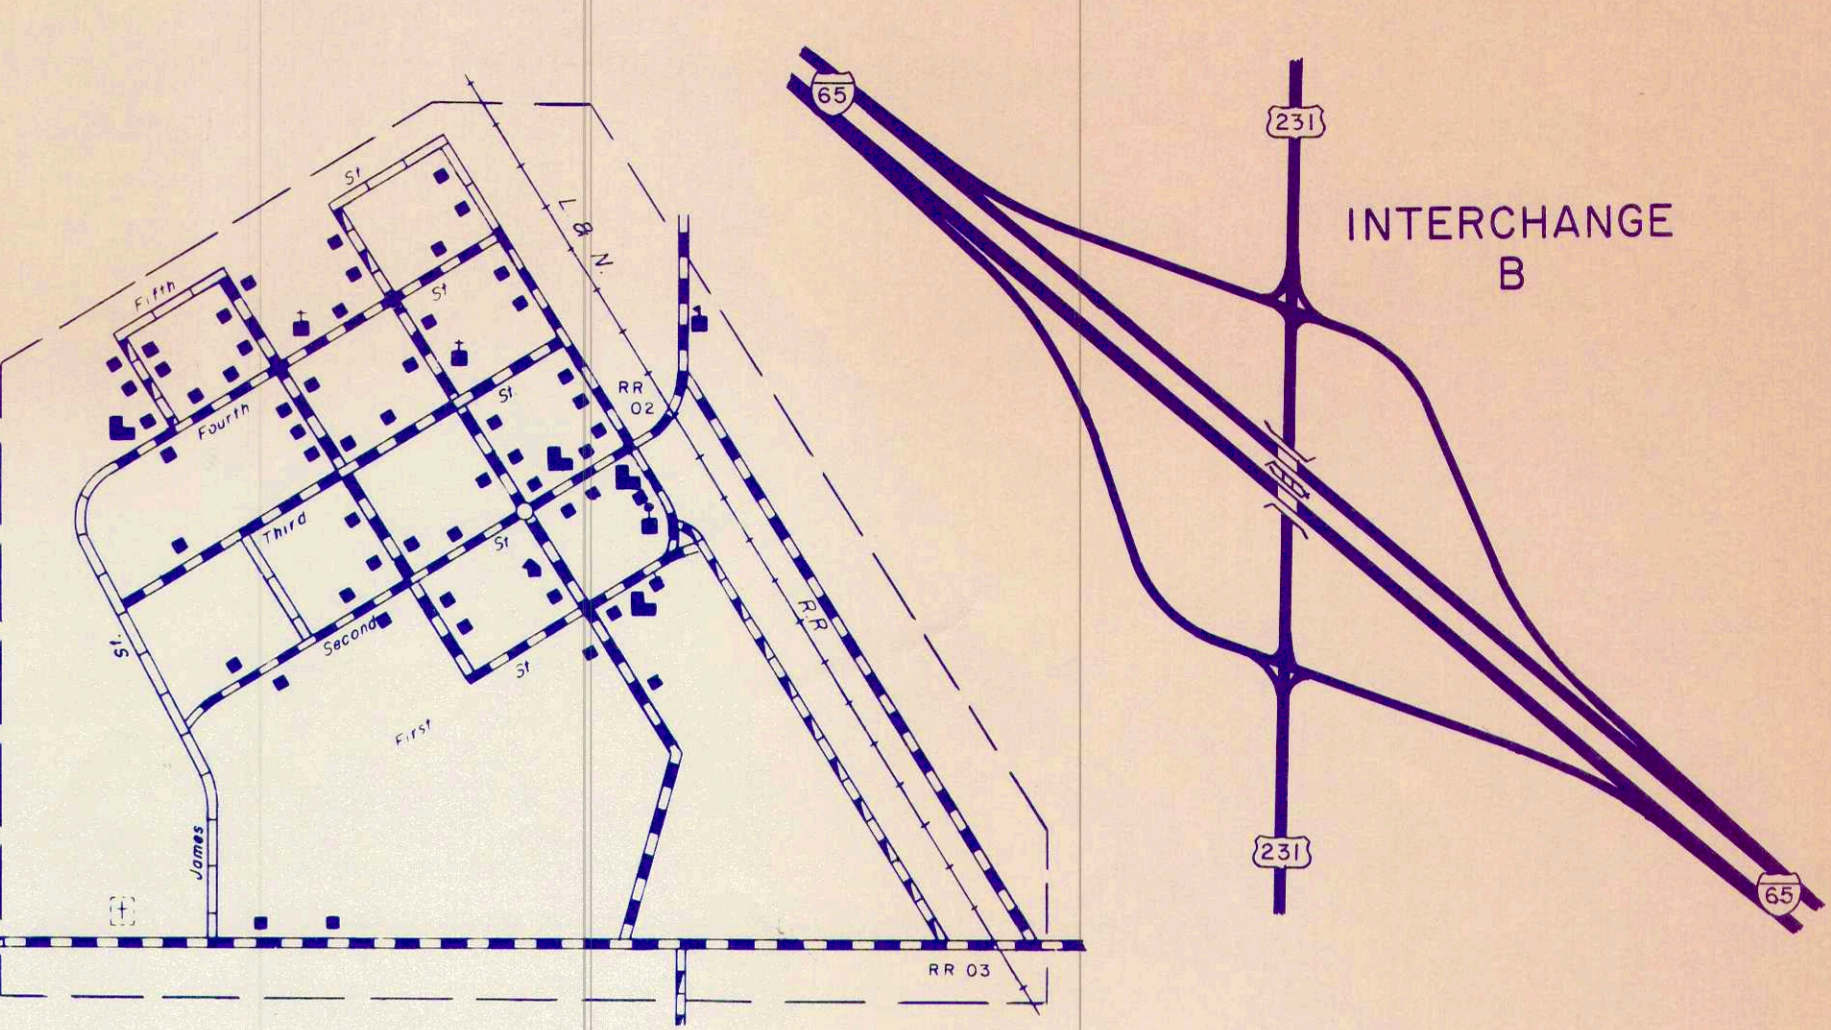 St
Fifth
St
Fourth
St
Third
St
Second
St
First
St.
James
L. & N.
R.R
RR
02
RR 03
65
231
INTERCHANGE
B
231
65